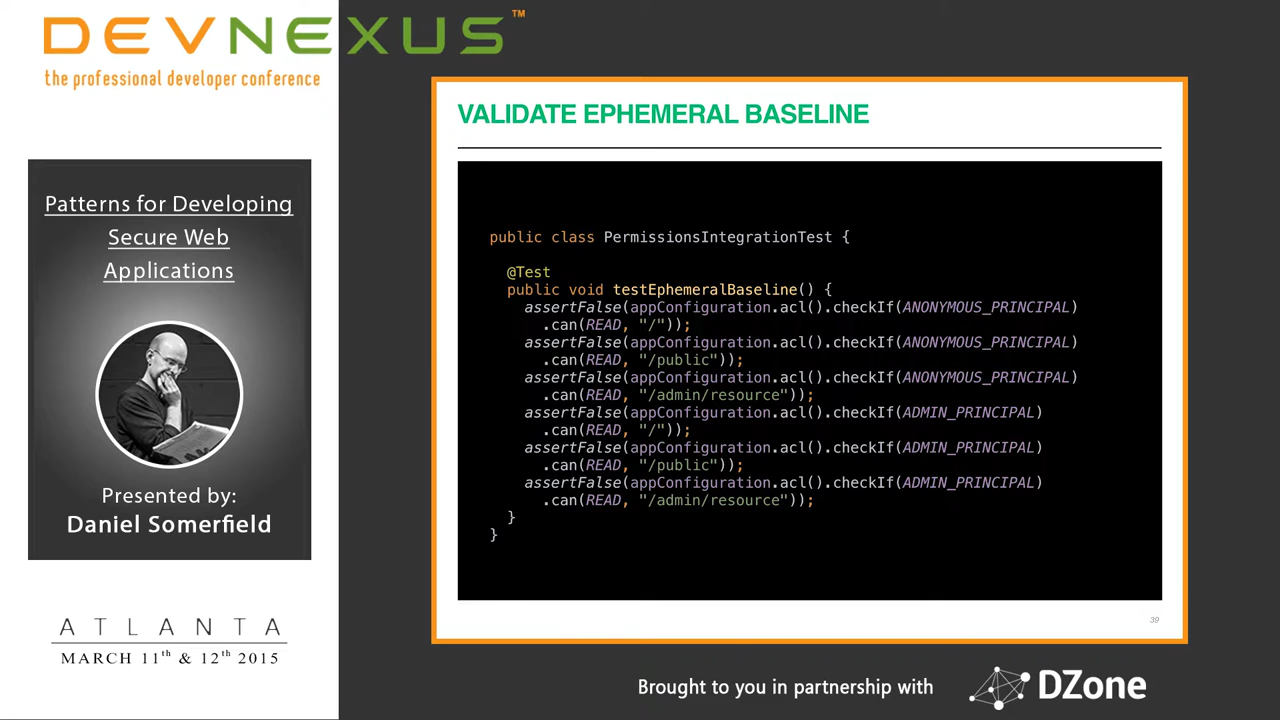 DEVNEXUS™
the professional developer conference
Patterns for Developing
Secure Web
Applications
Presented by:
Daniel Somerfield
ATLANTA
MARCH 11th & 12th 2015
VALIDATE EPHEMERAL BASELINE
public class PermissionsIntegrationTest {
@Test
public void testEphemeralBaseline() {
assertFalse(appConfiguration.acl().checkIf(ANONYMOUS_PRINCIPAL)
.can(READ, "/"));
assertFalse(appConfiguration.acl().checkIf(ANONYMOUS_PRINCIPAL)
.can(READ, "/public"));
assertFalse(appConfiguration.acl().checkIf(ANONYMOUS_PRINCIPAL)
.can(READ, "/admin/resource"));
assertFalse(appConfiguration.acl().checkIf(ADMIN_PRINCIPAL)
.can(READ, "/"));
assertFalse(appConfiguration.acl().checkIf(ADMIN_PRINCIPAL)
.can(READ, "/public"));
assertFalse(appConfiguration.acl().checkIf(ADMIN_PRINCIPAL)
.can(READ, "/admin/resource"));
}
}
39
Brought to you in partnership with
DZone